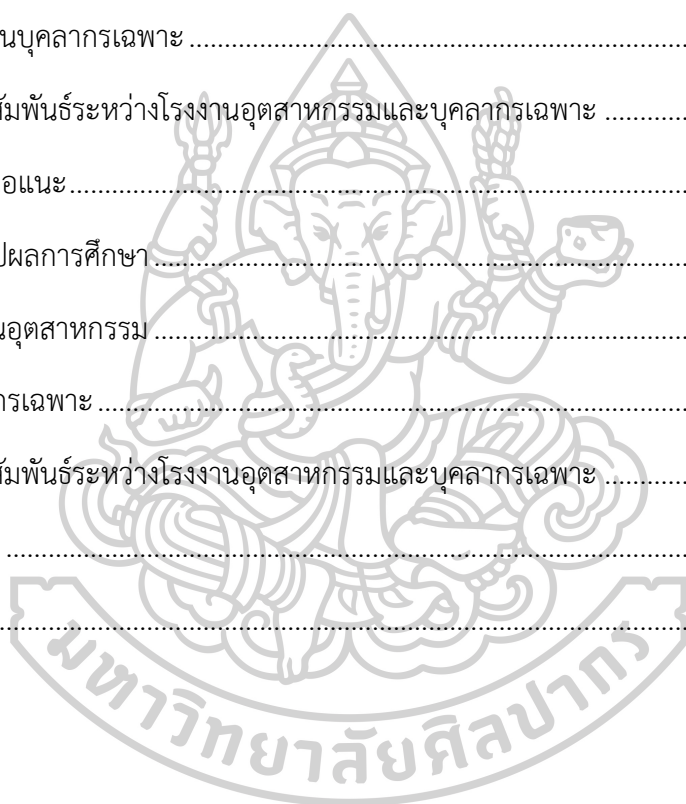 นบุคลากรเฉพาะ ........................................................................
สัมพันธ์ระหว่างโรงงานอุตสาหกรรมและบุคลากรเฉพาะ ............
อแนะ........................................................................................
ปผลการศึกษา...........................................................................
นอุตสาหกรรม ...........................................................................
กรเฉพาะ ...................................................................................
สัมพันธ์ระหว่างโรงงานอุตสาหกรรมและบุคลากรเฉพาะ ............
................................................................................................
................................................................................................
มหาวิทยาลัยศิลปากร